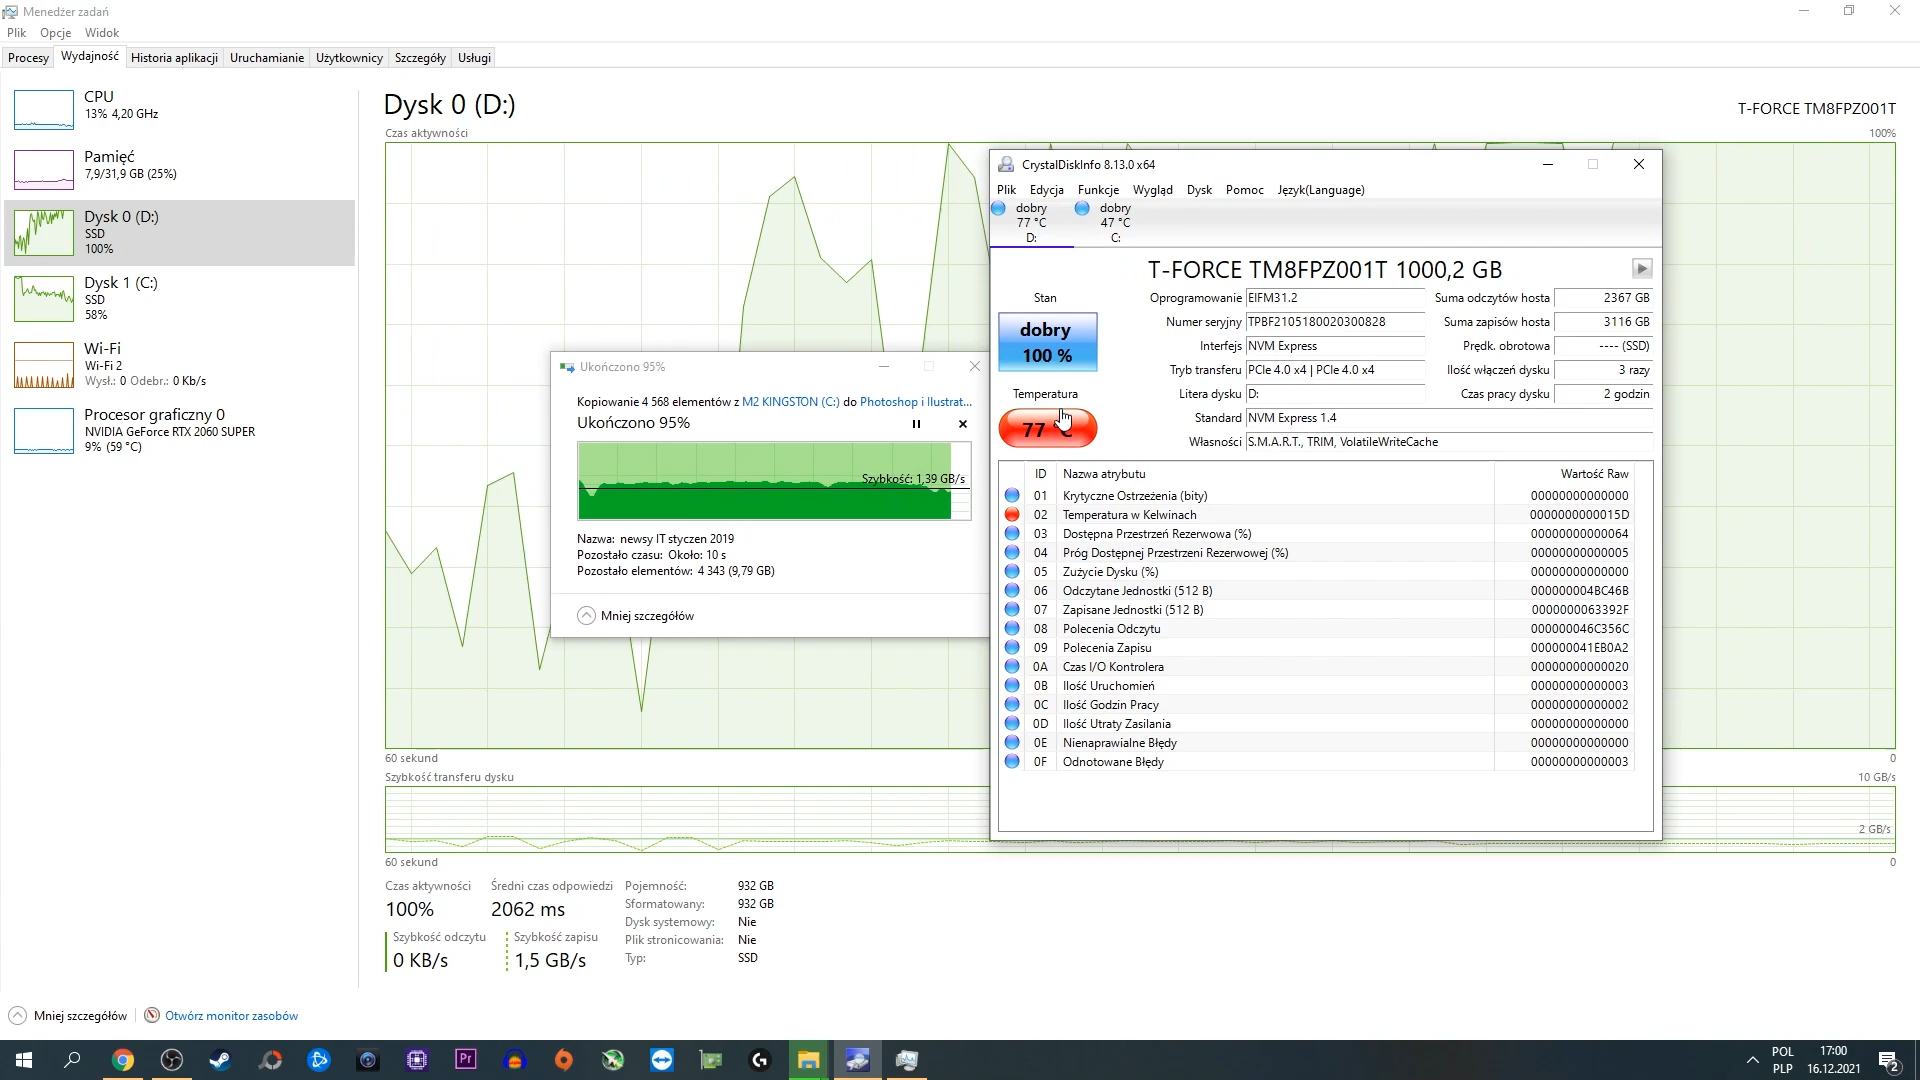 Menedżer zadań
Plik Opcje Widok
Procesy Wydajność Historia aplikacji Uruchamianie Użytkownicy Szczegóły Usługi
CPU
13% 4,20 GHz
Pamięć
7,9/31,9 GB (25%)
Dysk 0 (D:)
SSD
100%
Dysk 1 (C:)
SSD
58%
Wi-Fi
Wi-Fi 2
Wysł.: 0 Odebr.: 0 Kb/s
Procesor graficzny 0
NVIDIA GeForce RTX 2060 SUPER
9% (59 °C)
Dysk 0 (D:)
T-FORCE TM8FPZ001T
Czas aktywności
100%
60 sekund
0
Szybkość transferu dysku
10 GB/s
2 GB/s
60 sekund
0
Czas aktywności
100%
Średni czas odpowiedzi
2062 ms
Szybkość odczytu
0 KB/s
Szybkość zapisu
1,5 GB/s
Pojemność: 932 GB
Sformatowany: 932 GB
Dysk systemowy: Nie
Plik stronicowania: Nie
Typ: SSD
Ukończono 95%
Kopiowanie 4 568 elementów z M2 KINGSTON (C:) do Photoshop i Ilustrat...
Ukończono 95%
Szybkość: 1,39 GB/s
Nazwa: newsy IT styczen 2019
Pozostało czasu: Około: 10 s
Pozostało elementów: 4 343 (9,79 GB)
Mniej szczegółów
CrystalDiskInfo 8.13.0 x64
Plik Edycja Funkcje Wygląd Dysk Pomoc Język(Language)
dobry
77 °C
D:
dobry
47 °C
C:
T-FORCE TM8FPZ001T 1000,2 GB
Stan
dobry
100 %
Temperatura
77
Oprogramowanie EIFM31.2
Numer seryjny TPBF2105180020300828
Interfejs NVM Express
Tryb transferu PCIe 4.0 x4 | PCIe 4.0 x4
Litera dysku D:
Standard NVM Express 1.4
Własności S.M.A.R.T., TRIM, VolatileWriteCache
Suma odczytów hosta 2367 GB
Suma zapisów hosta 3116 GB
Prędk. obrotowa ---- (SSD)
Ilość włączeń dysku 3 razy
Czas pracy dysku 2 godzin
ID Nazwa atrybutu Wartość Raw
01 Krytyczne Ostrzeżenia (bity) 00000000000000
02 Temperatura w Kelwinach 0000000000015D
03 Dostępna Przestrzeń Rezerwowa (%) 00000000000064
04 Próg Dostępnej Przestrzeni Rezerwowej (%) 00000000000005
05 Zużycie Dysku (%) 00000000000000
06 Odczytane Jednostki (512 B) 000000004BC46B
07 Zapisane Jednostki (512 B) 0000000063392F
08 Polecenia Odczytu 000000046C356C
09 Polecenia Zapisu 000000041EB0A2
0A Czas I/O Kontrolera 00000000000020
0B Ilość Uruchomień 00000000000003
0C Ilość Godzin Pracy 00000000000002
0D Ilość Utraty Zasilania 00000000000000
0E Nienaprawialne Błędy 00000000000000
0F Odnotowane Błędy 00000000000003
Mniej szczegółów Otwórz monitor zasobów
Pr
POL
PLP
17:00
16.12.2021
2